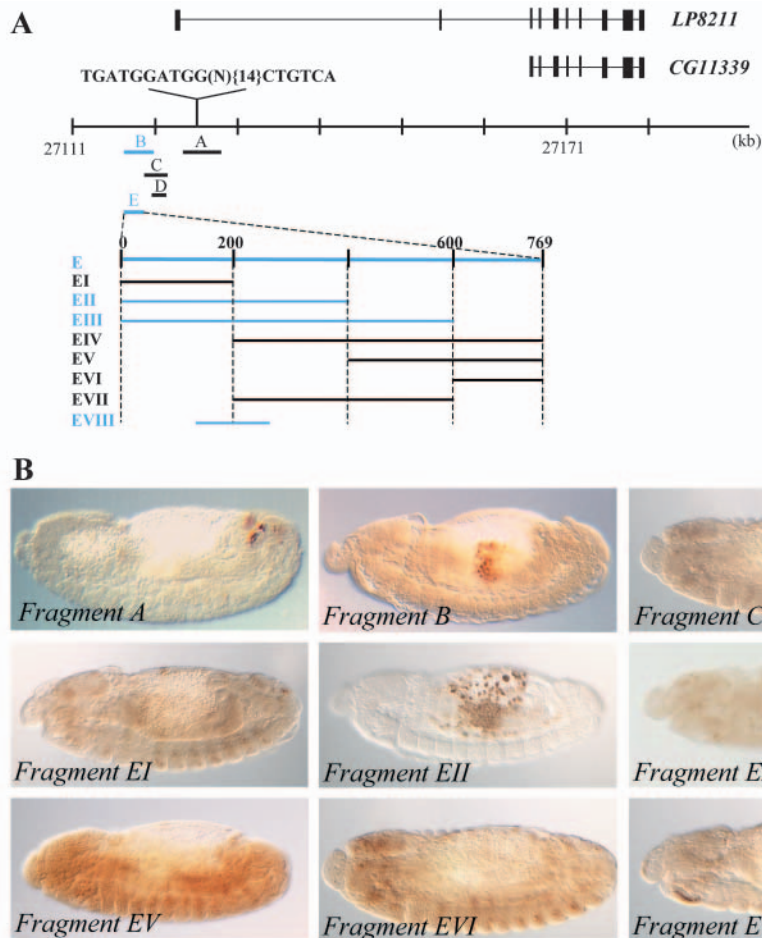 A
LP8211
CG11339
TGATGGATGG(N){14}CTGTCA
27111
27171
(kb)
B
A
C
D
E
0
200
600
769
E
EI
EII
EIII
EIV
EV
EVI
EVII
EVIII
B
Fragment A
Fragment B
Fragment C
Fragment EI
Fragment EII
Fragment EV
Fragment EVI